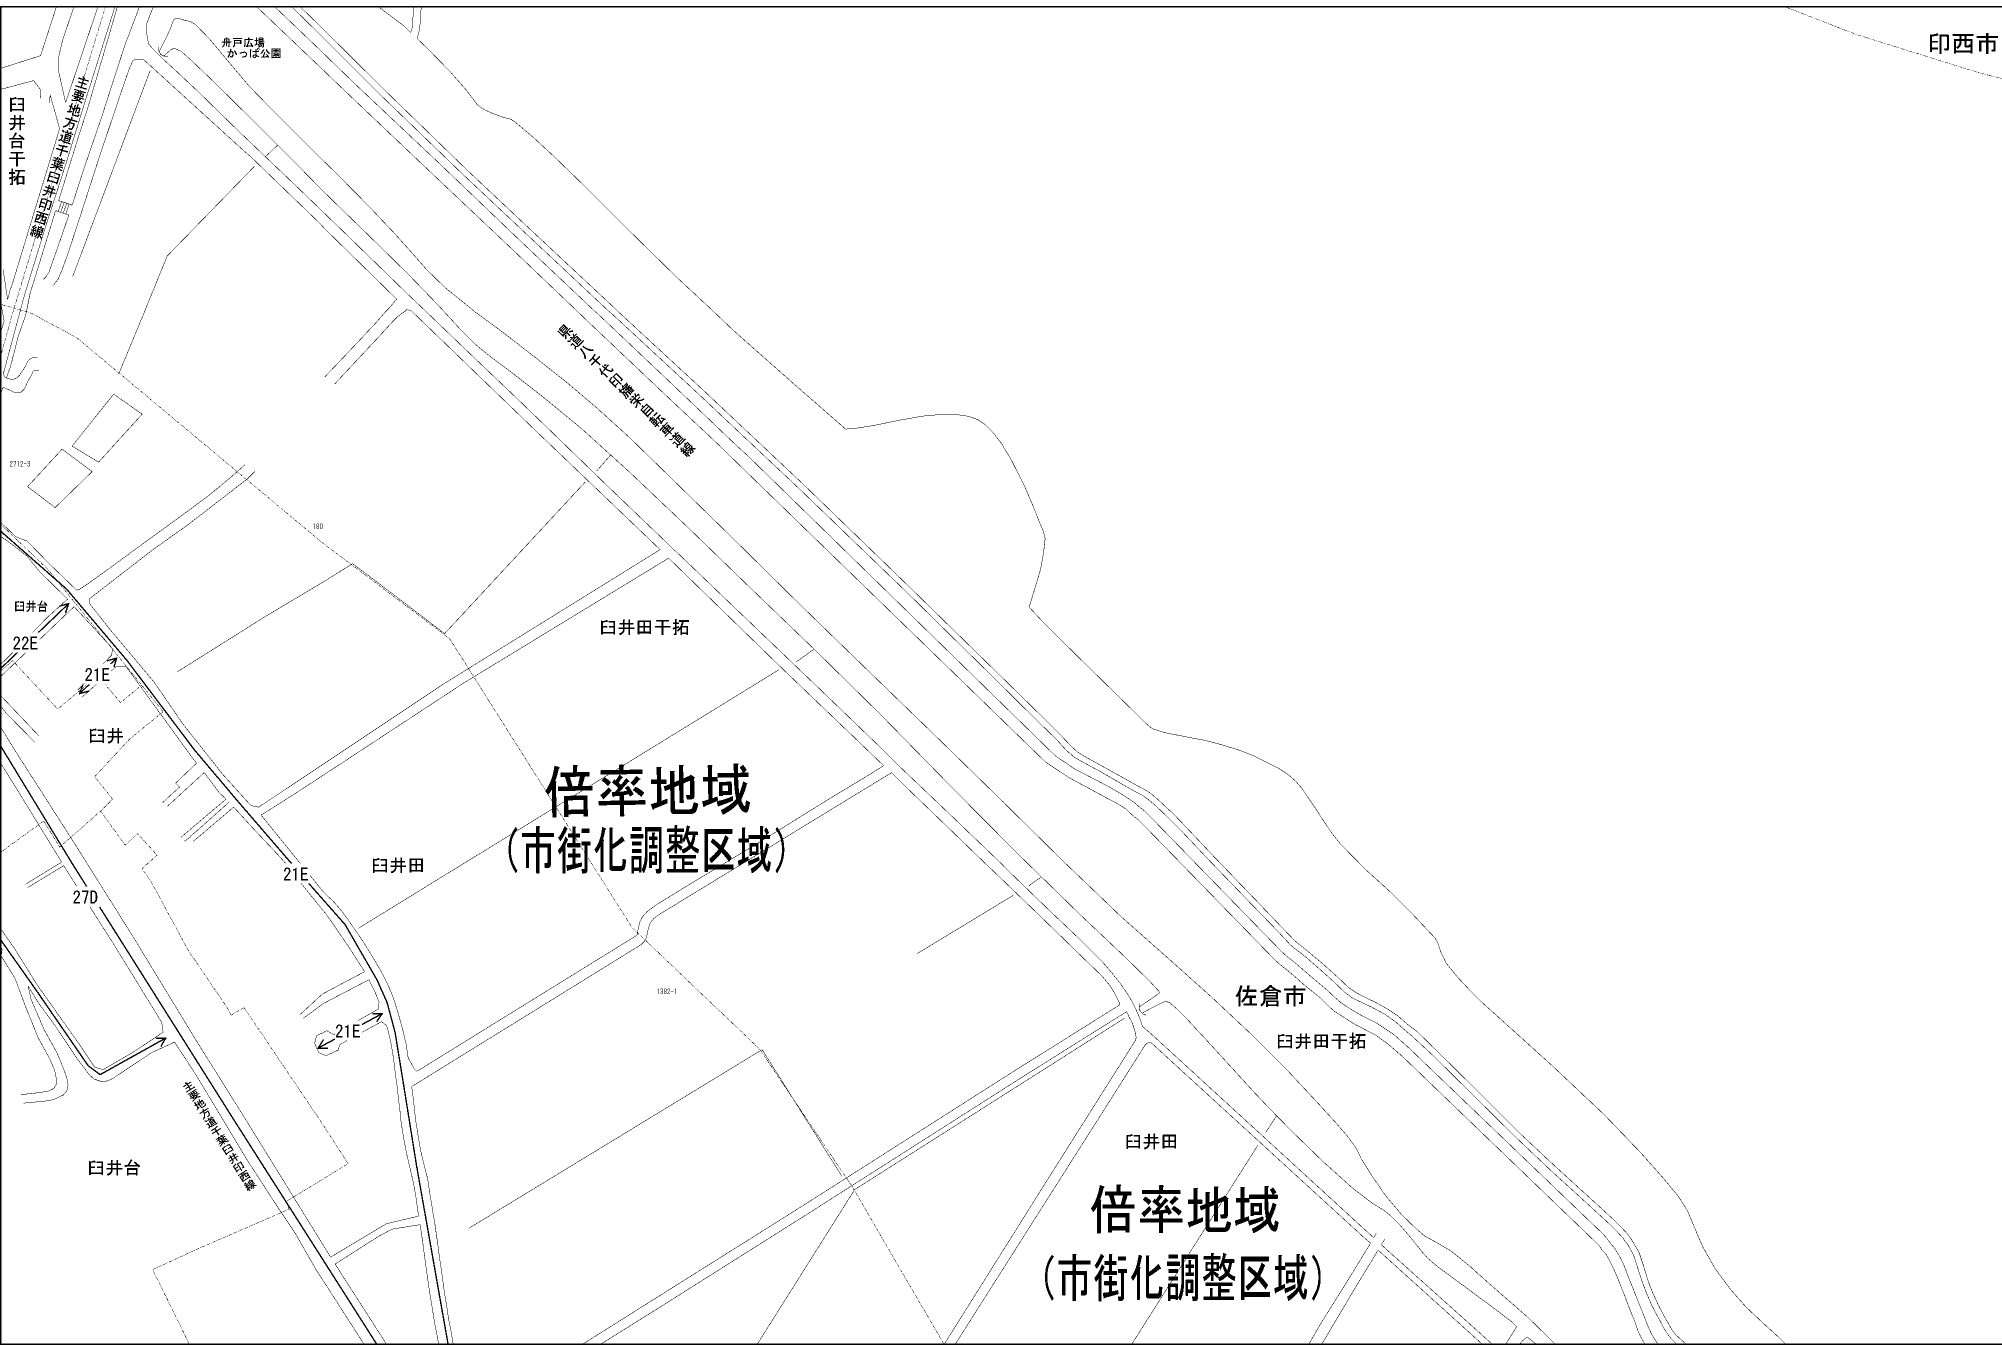 舟戸広場
かっぱ公園
印西市
臼井台干拓
主要地方道千葉臼井印西線
県道八千代印旛栄自転車道線
2712-3
180
臼井台
22E
21E
臼井田干拓
臼井
倍率地域
(市街化調整区域)
臼井田
21E
27D
1382-1
佐倉市
21E
臼井田干拓
主要地方道千葉臼井印西線
臼井田
臼井台
倍率地域
(市街化調整区域)